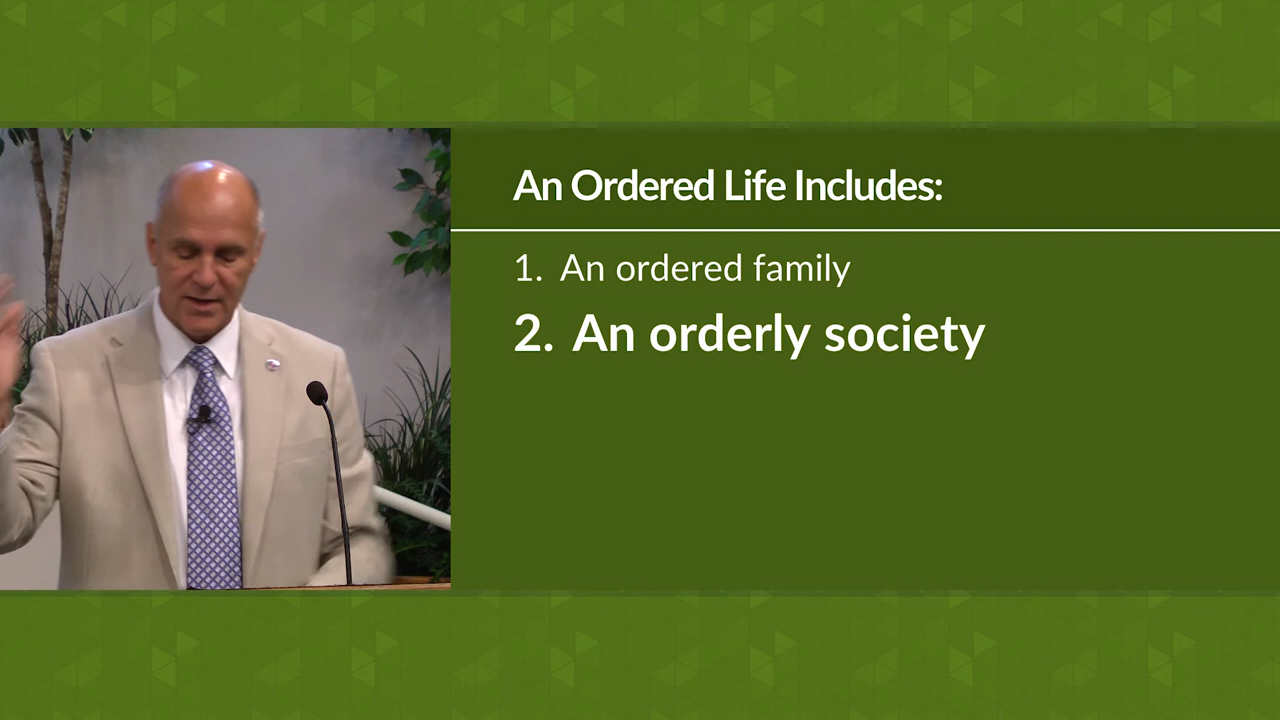 An Ordered Life Includes:
1. An ordered family
2. An orderly society